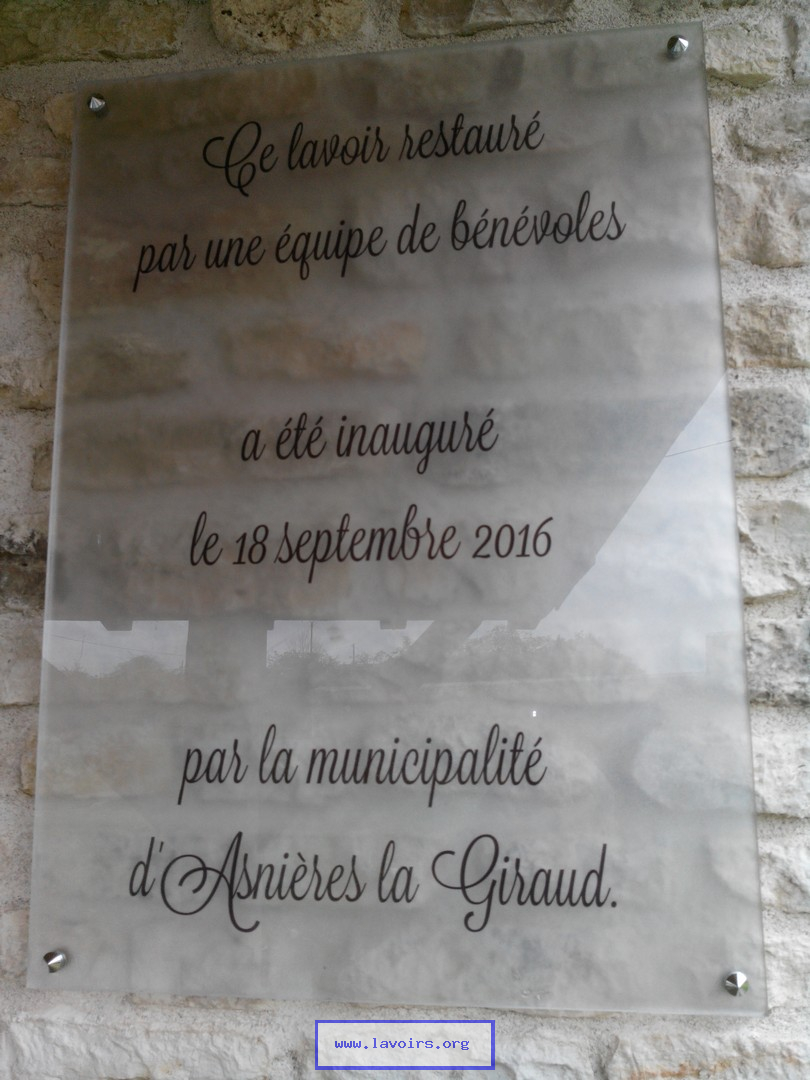 Ce lavoir restauré
par une équipe de bénévoles
a été inauguré
le 18 septembre 2016
par la municipalité
d'Asnières la Giraud.
www.lavoirs.org